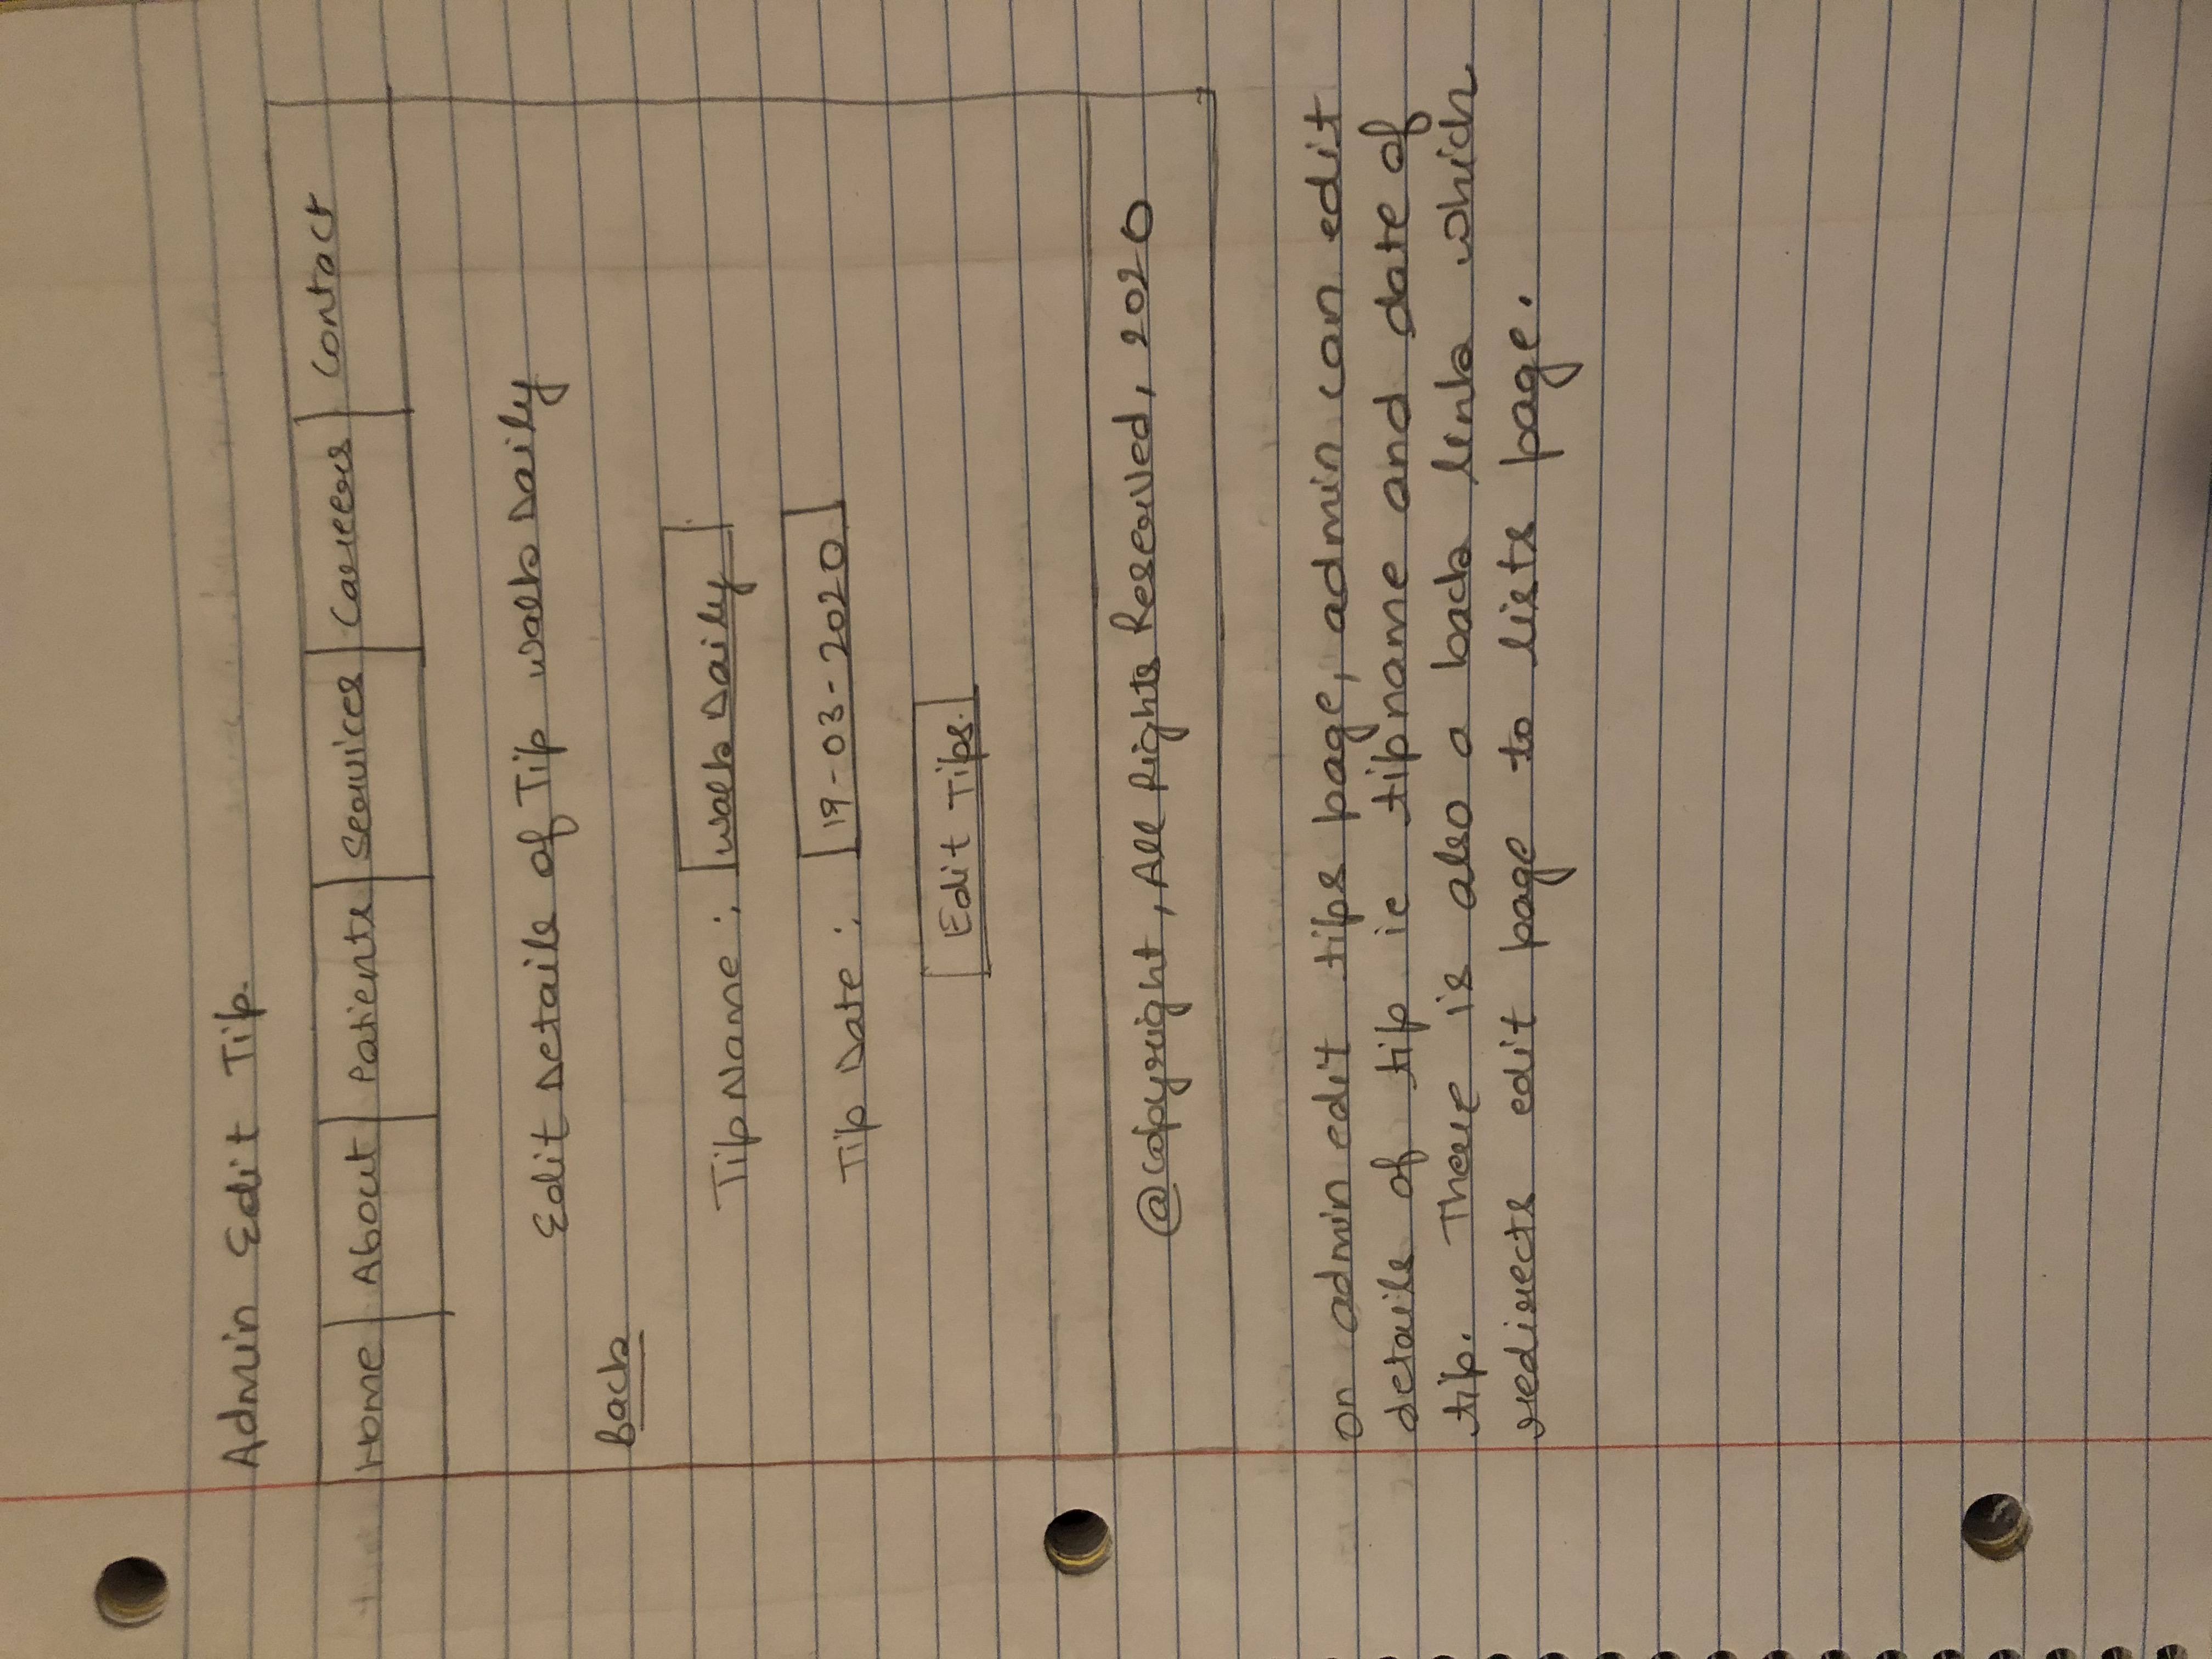 Admin Edit Tip.
Home About Patients Services Careers Contact
Edit Details of Tip Walk Daily
Back
Tip Name : Walk Daily
Tip Date : 19-03-2020
Edit Tips.
@copyright, All Rights Reserved, 2020
on admin edit tips page, admin can edit
details of tip ie tipname and date of
tip. There is also a back link which
redirects edit page to lists page.